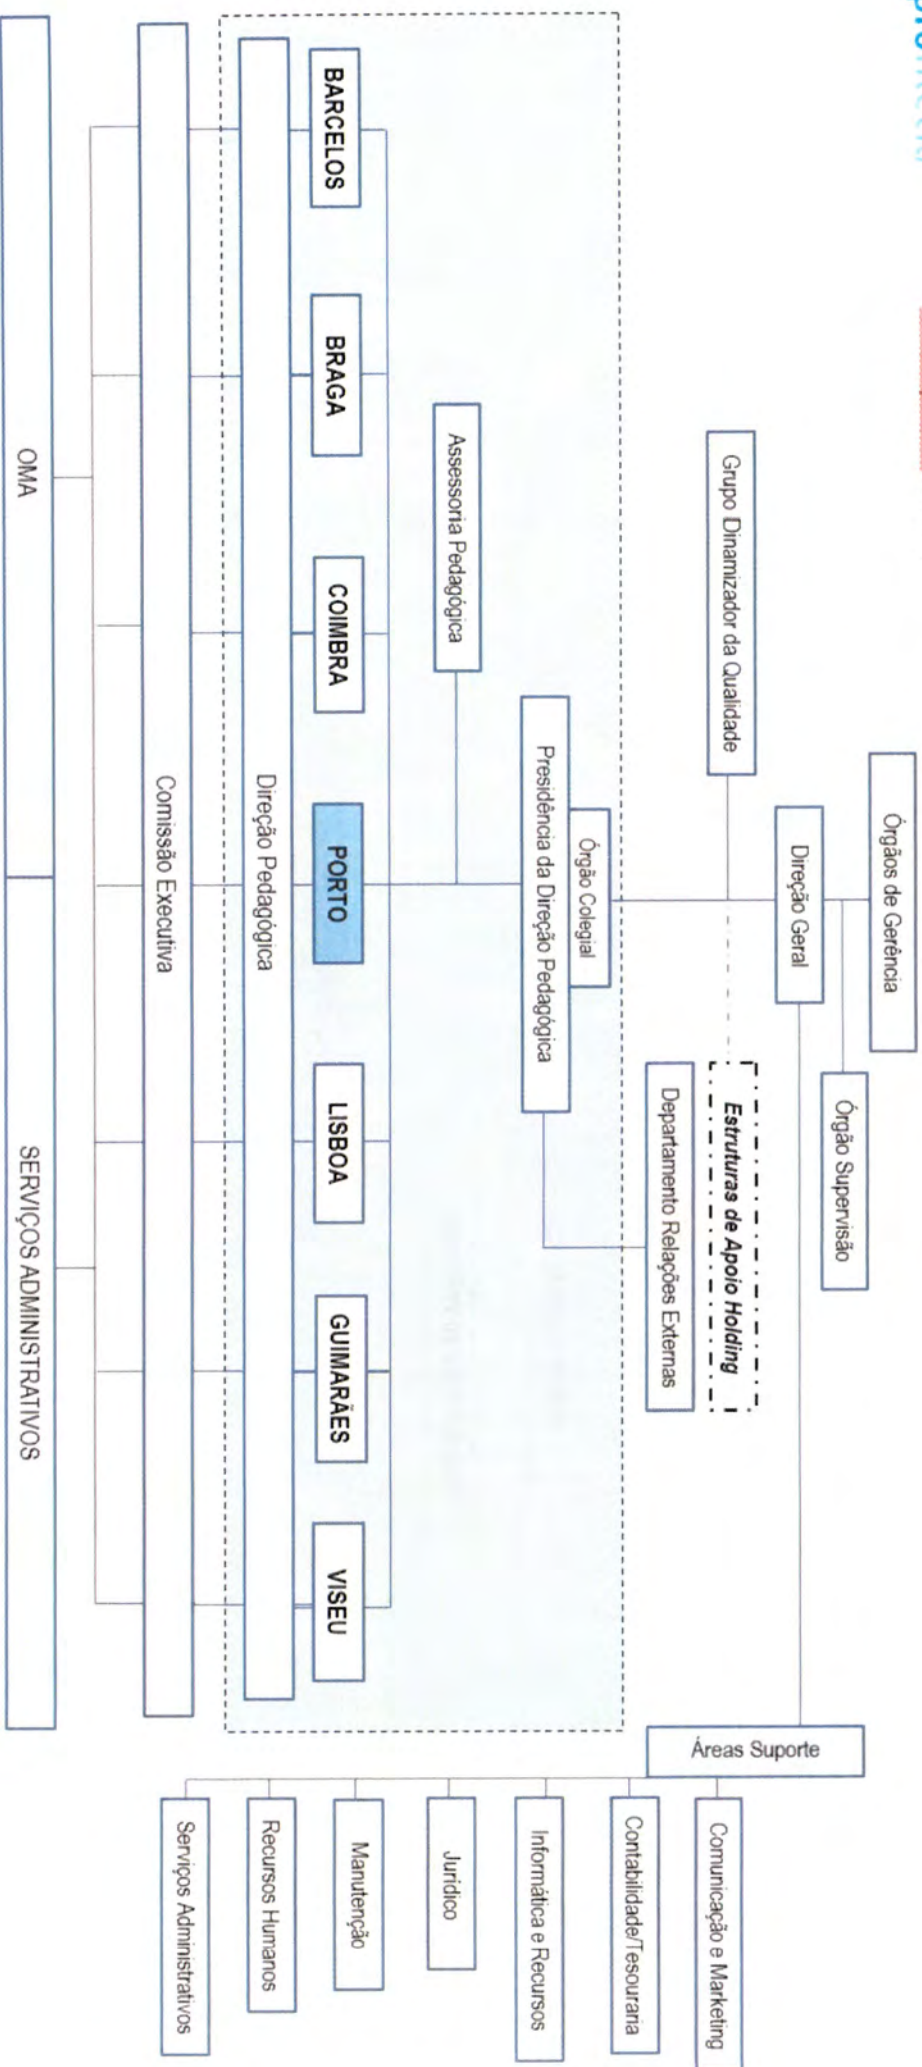 Órgãos de Gerência
Órgão Supervisão
Direção Geral
Áreas Suporte
Grupo Dinamizador da Qualidade
Estruturas de Apoio Holding
Departamento Relações Externas
Órgão Colegial
Presidência da Direção Pedagógica
Assessoria Pedagógica
BARCELOS
BRAGA
COIMBRA
PORTO
LISBOA
GUIMARÃES
VISEU
Direção Pedagógica
Comissão Executiva
OMA
SERVIÇOS ADMINISTRATIVOS
Comunicação e Marketing
Contabilidade/Tesouraria
Informática e Recursos
Jurídico
Manutenção
Recursos Humanos
Serviços Administrativos